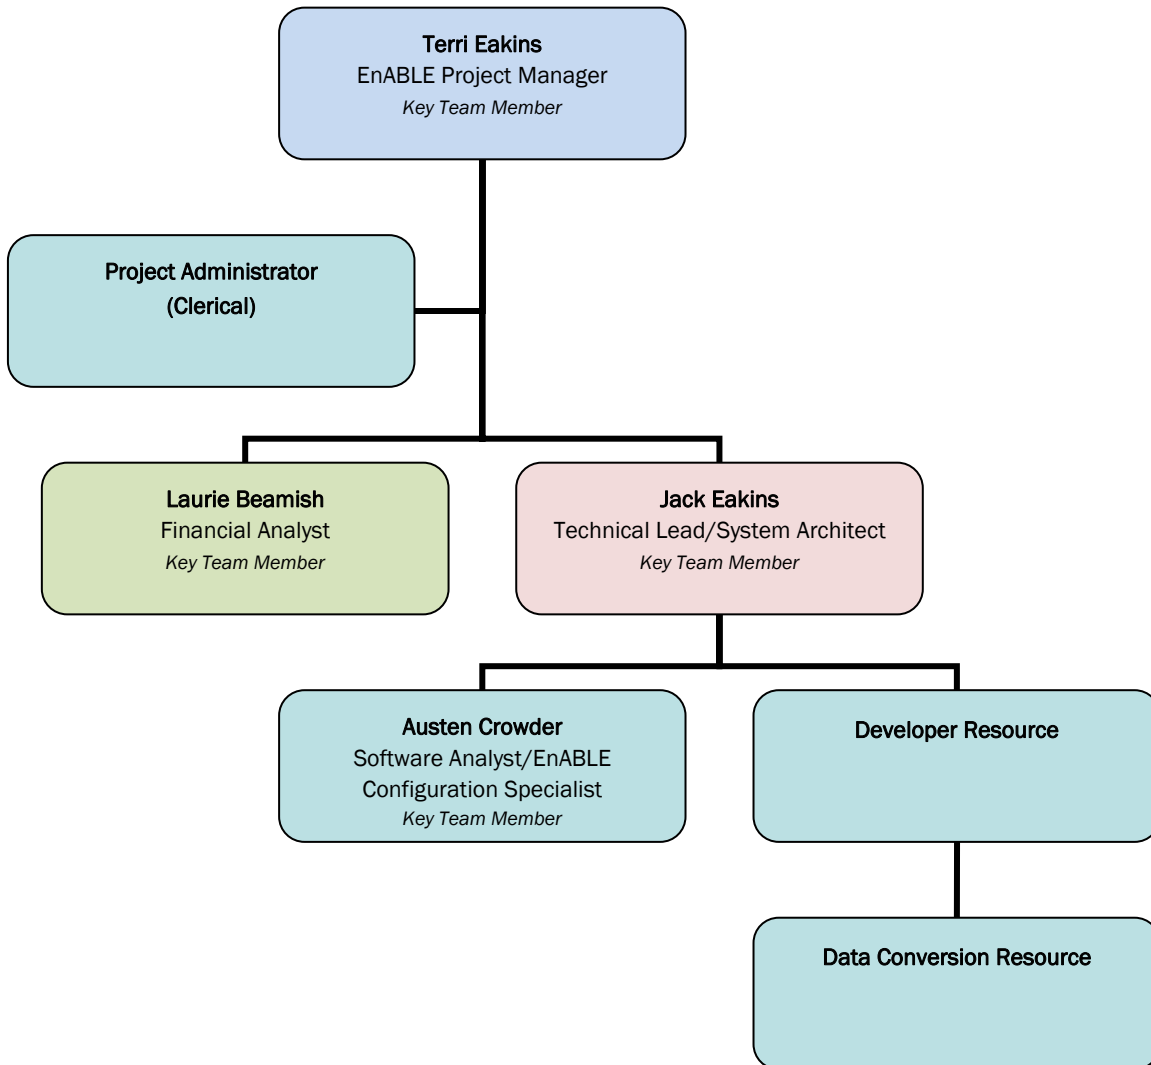 Terri Eakins
EnABLE Project Manager
Key Team Member
Project Administrator
(Clerical)
Laurie Beamish
Financial Analyst
Key Team Member
Jack Eakins
Technical Lead/System Architect
Key Team Member
Austen Crowder
Software Analyst/EnABLE
Configuration Specialist
Key Team Member
Developer Resource
Data Conversion Resource